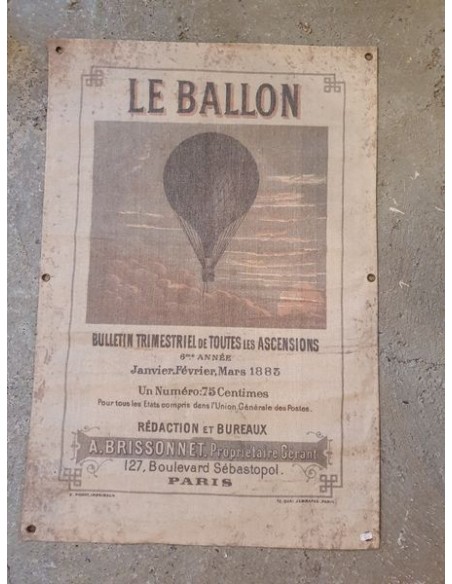 LE BALLON
BULLETIN TRIMESTRIEL DE TOUTES LES ASCENSIONS
6me ANNÉE
Janvier, Février, Mars 1883
Un Numéro: 75 Centimes
Pour tous les Etats compris dans l'Union Générale des Postes.
RÉDACTION ET BUREAUX
A. BRISSONNET, Propriétaire Gérant
127, Boulevard Sébastopol.
PARIS